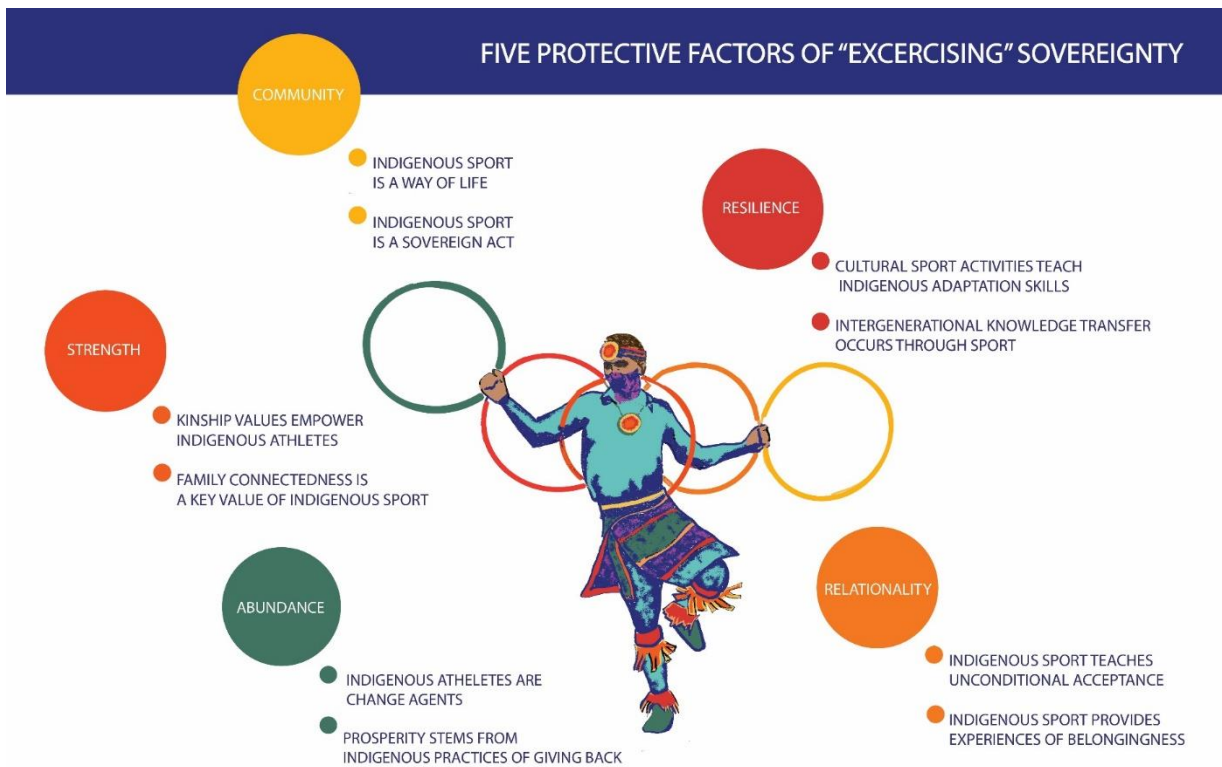 FIVE PROTECTIVE FACTORS OF “EXCERCISING” SOVEREIGNTY
COMMUNITY
INDIGENOUS SPORT
IS A WAY OF LIFE
INDIGENOUS SPORT
IS A SOVEREIGN ACT
RESILIENCE
CULTURAL SPORT ACTIVITIES TEACH
INDIGENOUS ADAPTATION SKILLS
INTERGENERATIONAL KNOWLEDGE TRANSFER
OCCURS THROUGH SPORT
STRENGTH
KINSHIP VALUES EMPOWER
INDIGENOUS ATHLETES
FAMILY CONNECTEDNESS IS
A KEY VALUE OF INDIGENOUS SPORT
ABUNDANCE
INDIGENOUS ATHELETES ARE
CHANGE AGENTS
PROSPERITY STEMS FROM
INDIGENOUS PRACTICES OF GIVING BACK
RELATIONALITY
INDIGENOUS SPORT TEACHES
UNCONDITIONAL ACCEPTANCE
INDIGENOUS SPORT PROVIDES
EXPERIENCES OF BELONGINGNESS